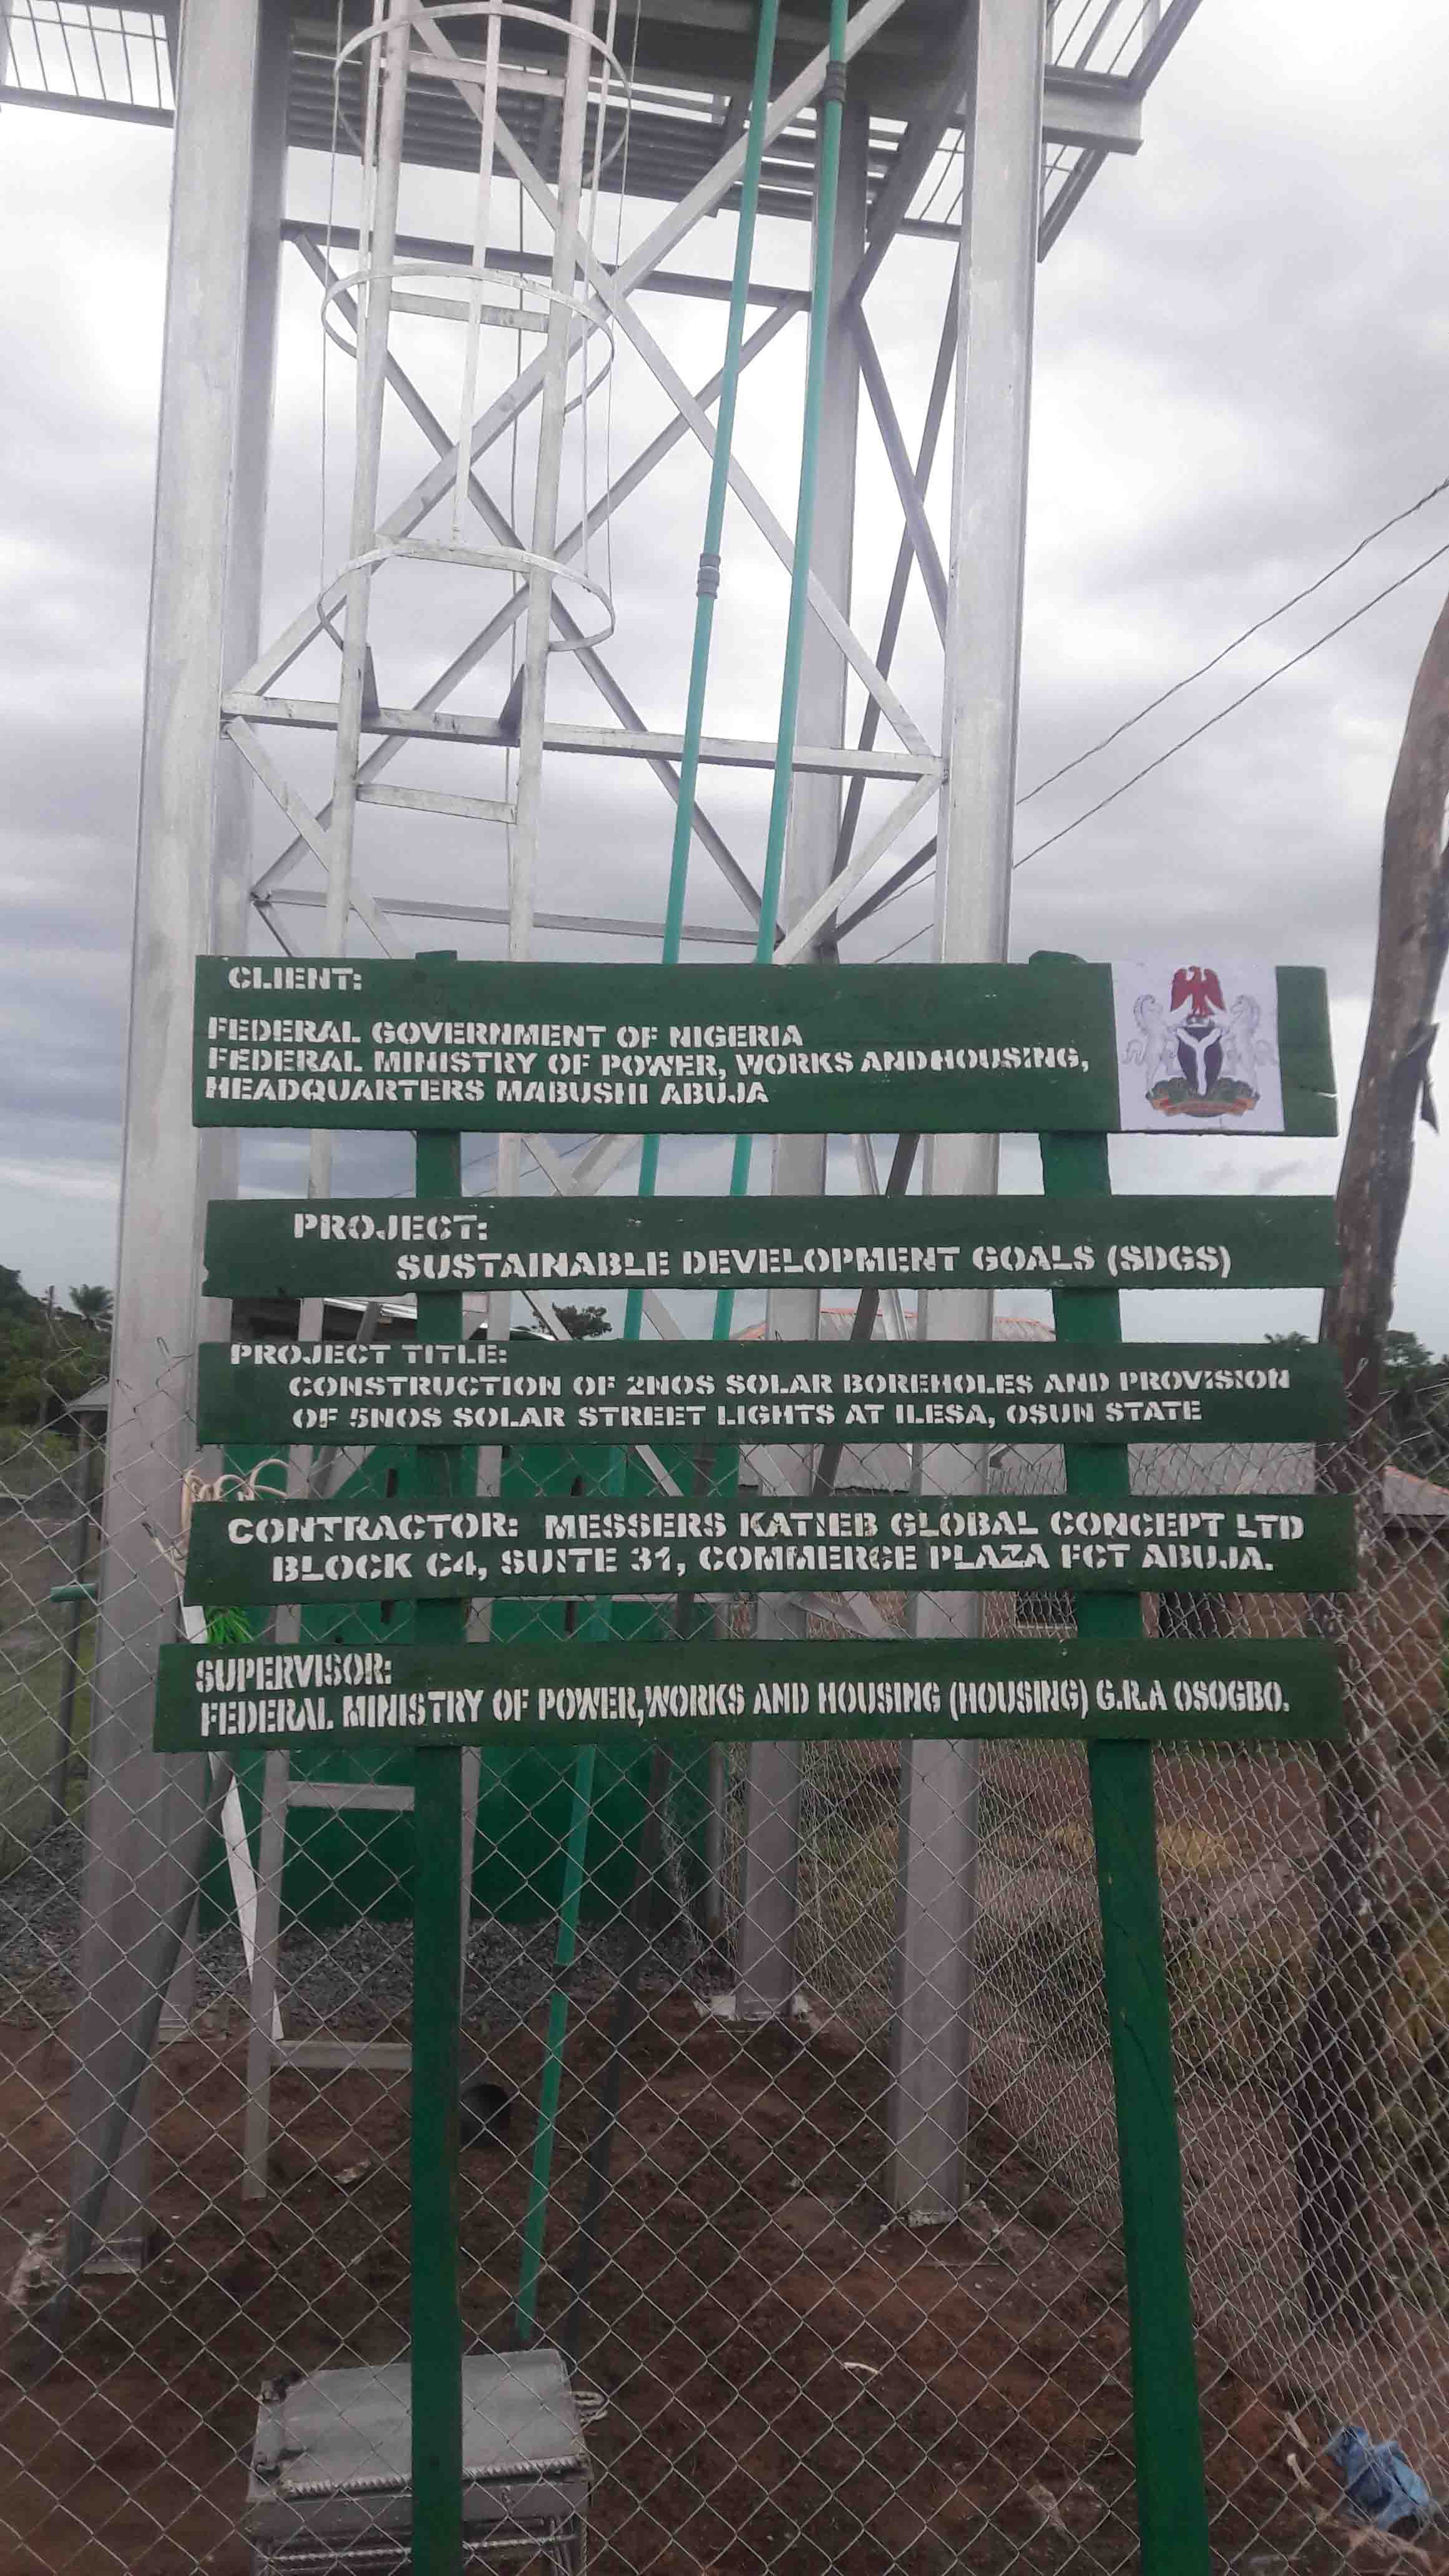 CLIENT:
FEDERAL GOVERNMENT OF NIGERIA
FEDERAL MINISTRY OF POWER, WORKS AND HOUSING,
HEADQUARTERS MABUSHI ABUJA
PROJECT:
SUSTAINABLE DEVELOPMENT GOALS (SDGS)
PROJECT TITLE:
CONSTRUCTION OF 2NOS SOLAR BOREHOLES AND PROVISION
OF 5NOS SOLAR STREET LIGHTS AT ILESA, OSUN STATE
CONTRACTOR: MESSERS KATIEB GLOBAL CONCEPT LTD
BLOCK C4, SUITE 31, COMMERCE PLAZA FCT ABUJA.
SUPERVISOR:
FEDERAL MINISTRY OF POWER,WORKS AND HOUSING (HOUSING) G.R.A OSOGBO.